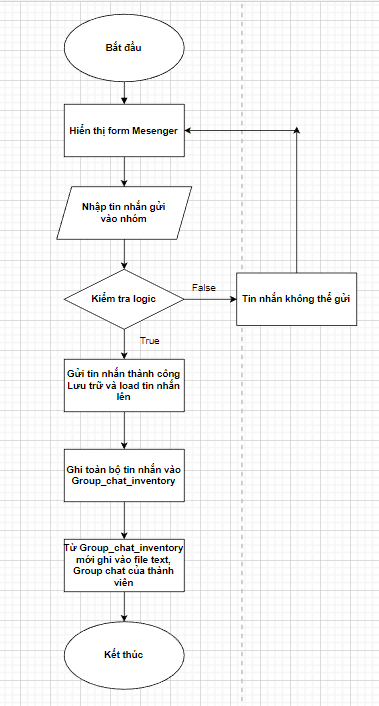 Bắt đầu
Hiển thị form Mesenger
Nhập tin nhắn gửi
vào nhóm
Kiểm tra logic
False
Tin nhắn không thể gửi
True
Gửi tin nhắn thành công
Lưu trữ và load tin nhắn
lên
Ghi toàn bộ tin nhắn vào
Group_chat_inventory
Từ Group_chat_inventory
mới ghi vào file text,
Group chat của thành
viên
Kết thúc